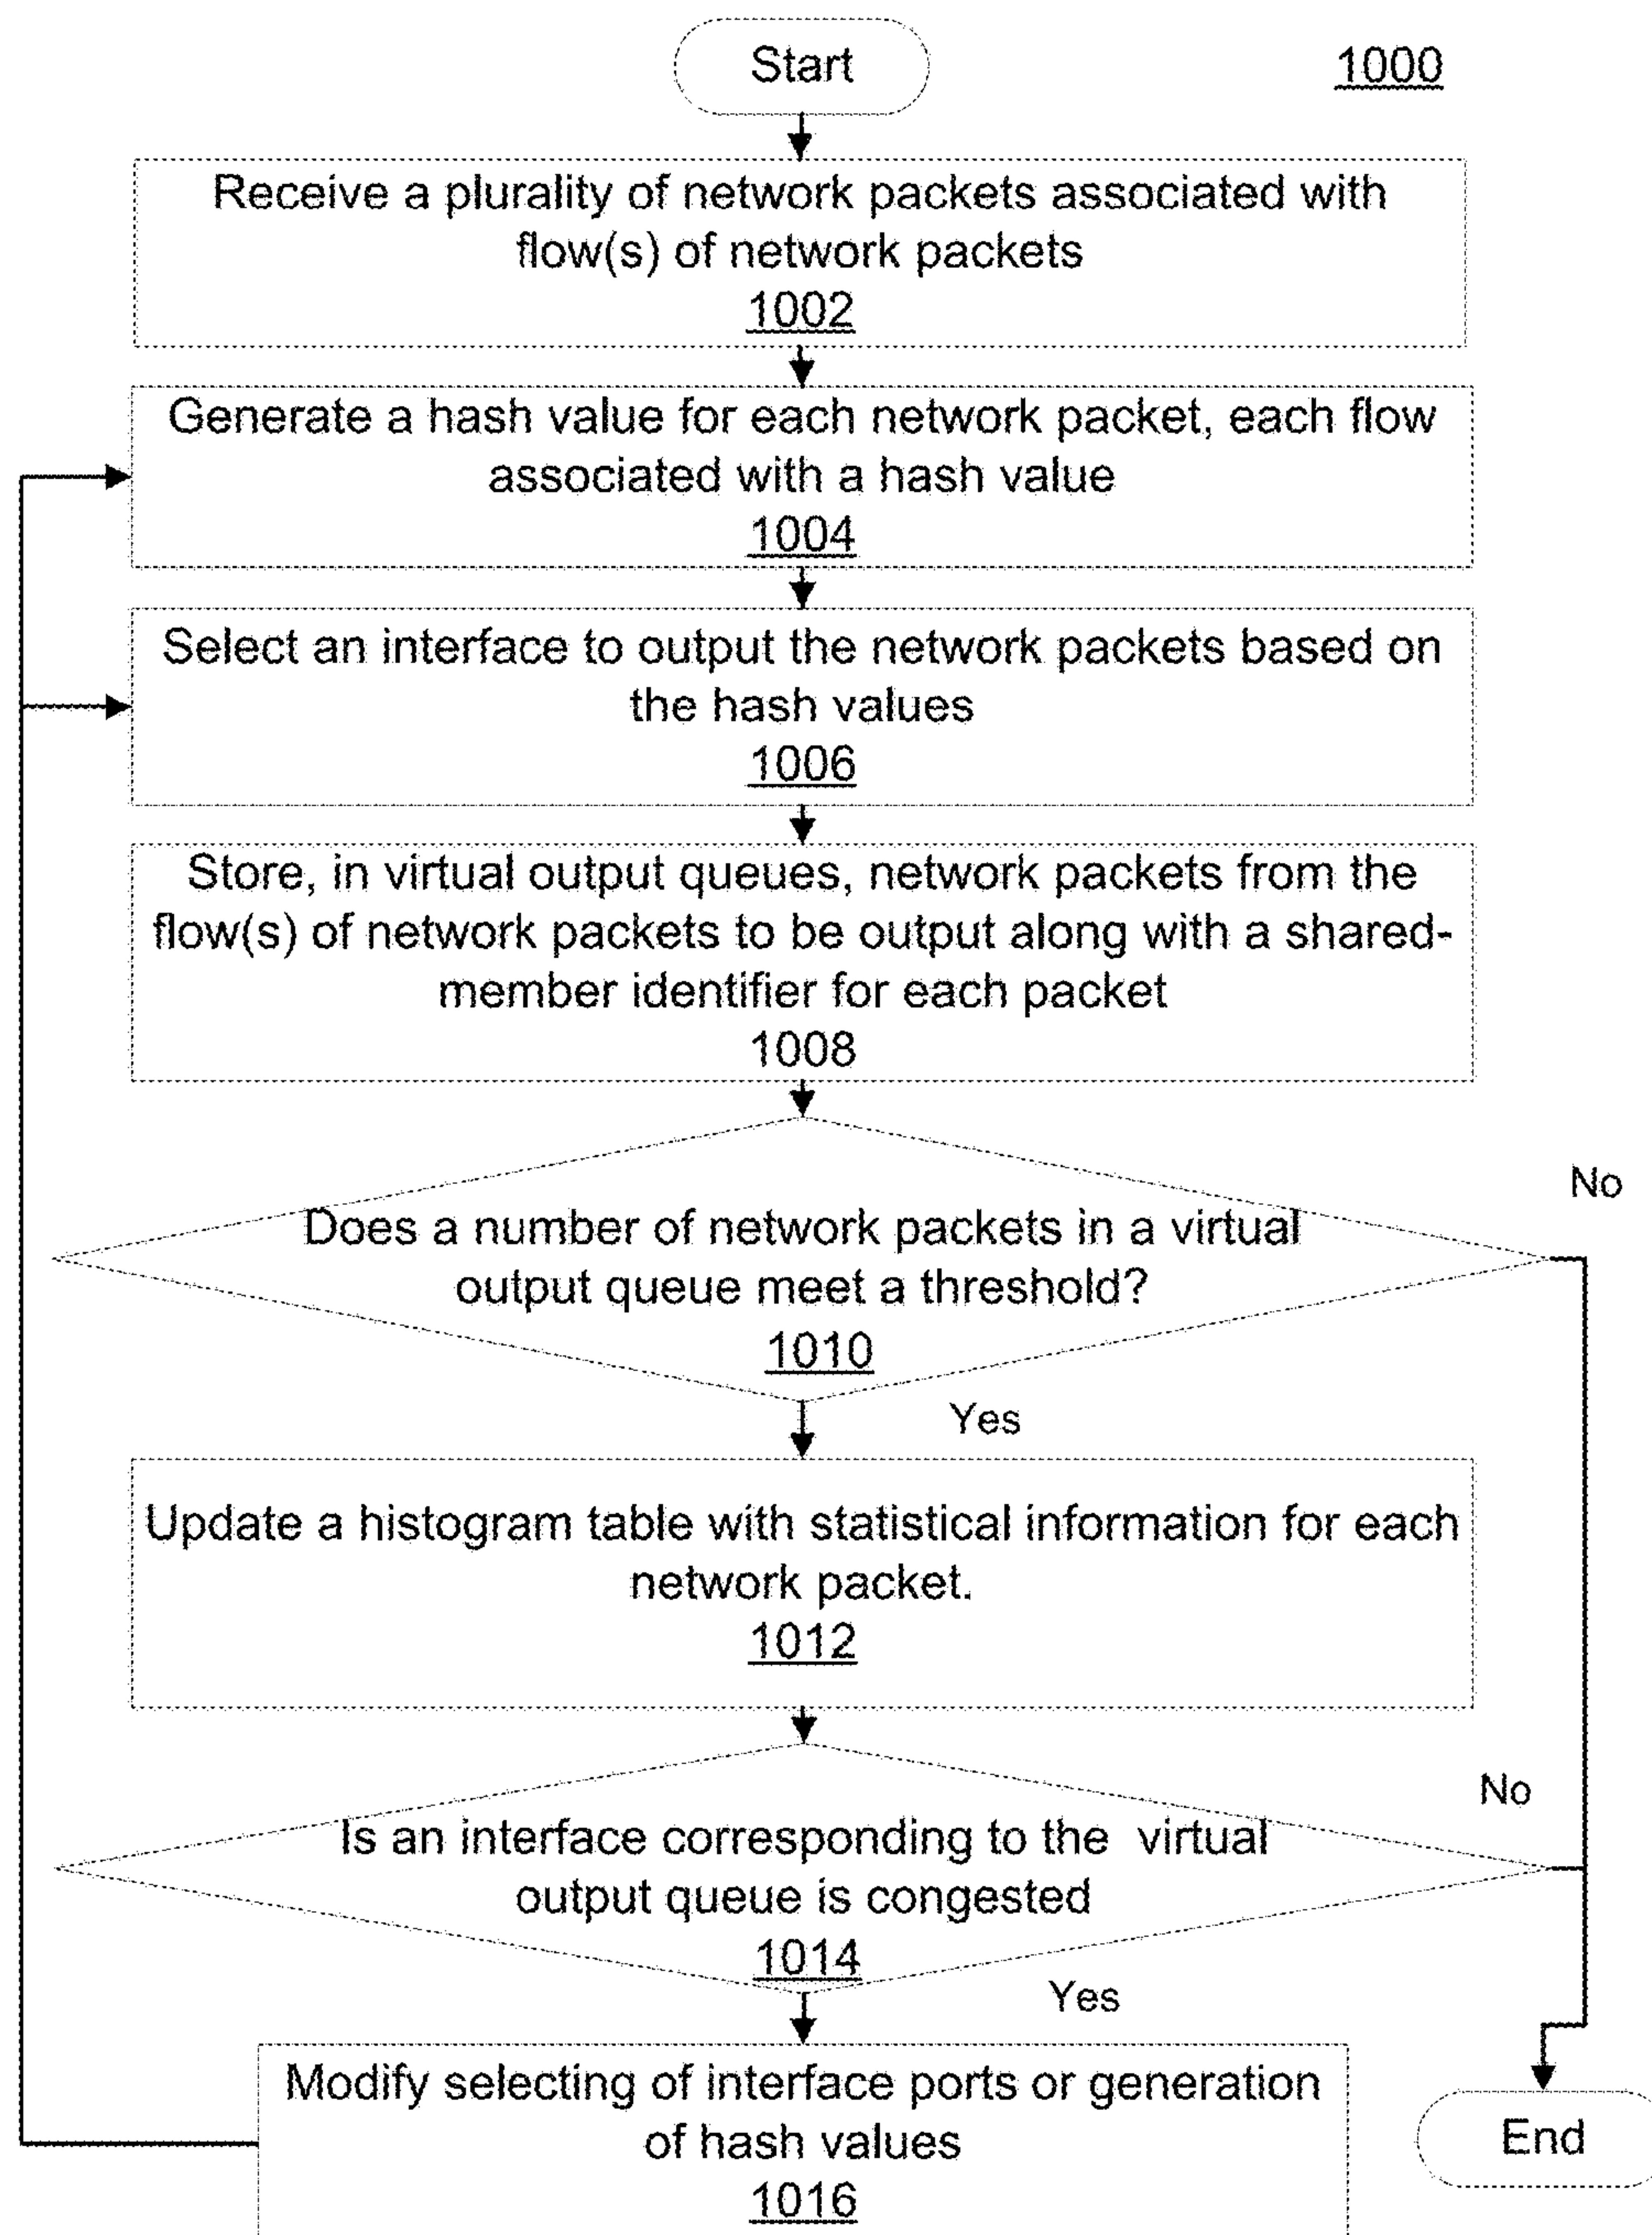 Start
1000
Receive a plurality of network packets associated with
flow(s) of network packets
1002
Generate a hash value for each network packet, each flow
associated with a hash value
1004
Select an interface to output the network packets based on
the hash values
1006
Store, in virtual output queues, network packets from the
flow(s) of network packets to be output along with a shared-
member identifier for each packet
1008
No
Does a number of network packets in a virtual
output queue meet a threshold?
1010
Yes
Update a histogram table with statistical information for each
network packet.
1012
No
Is an interface corresponding to the virtual
output queue is congested
1014
Yes
Modify selecting of interface ports or generation
of hash values
1016
End